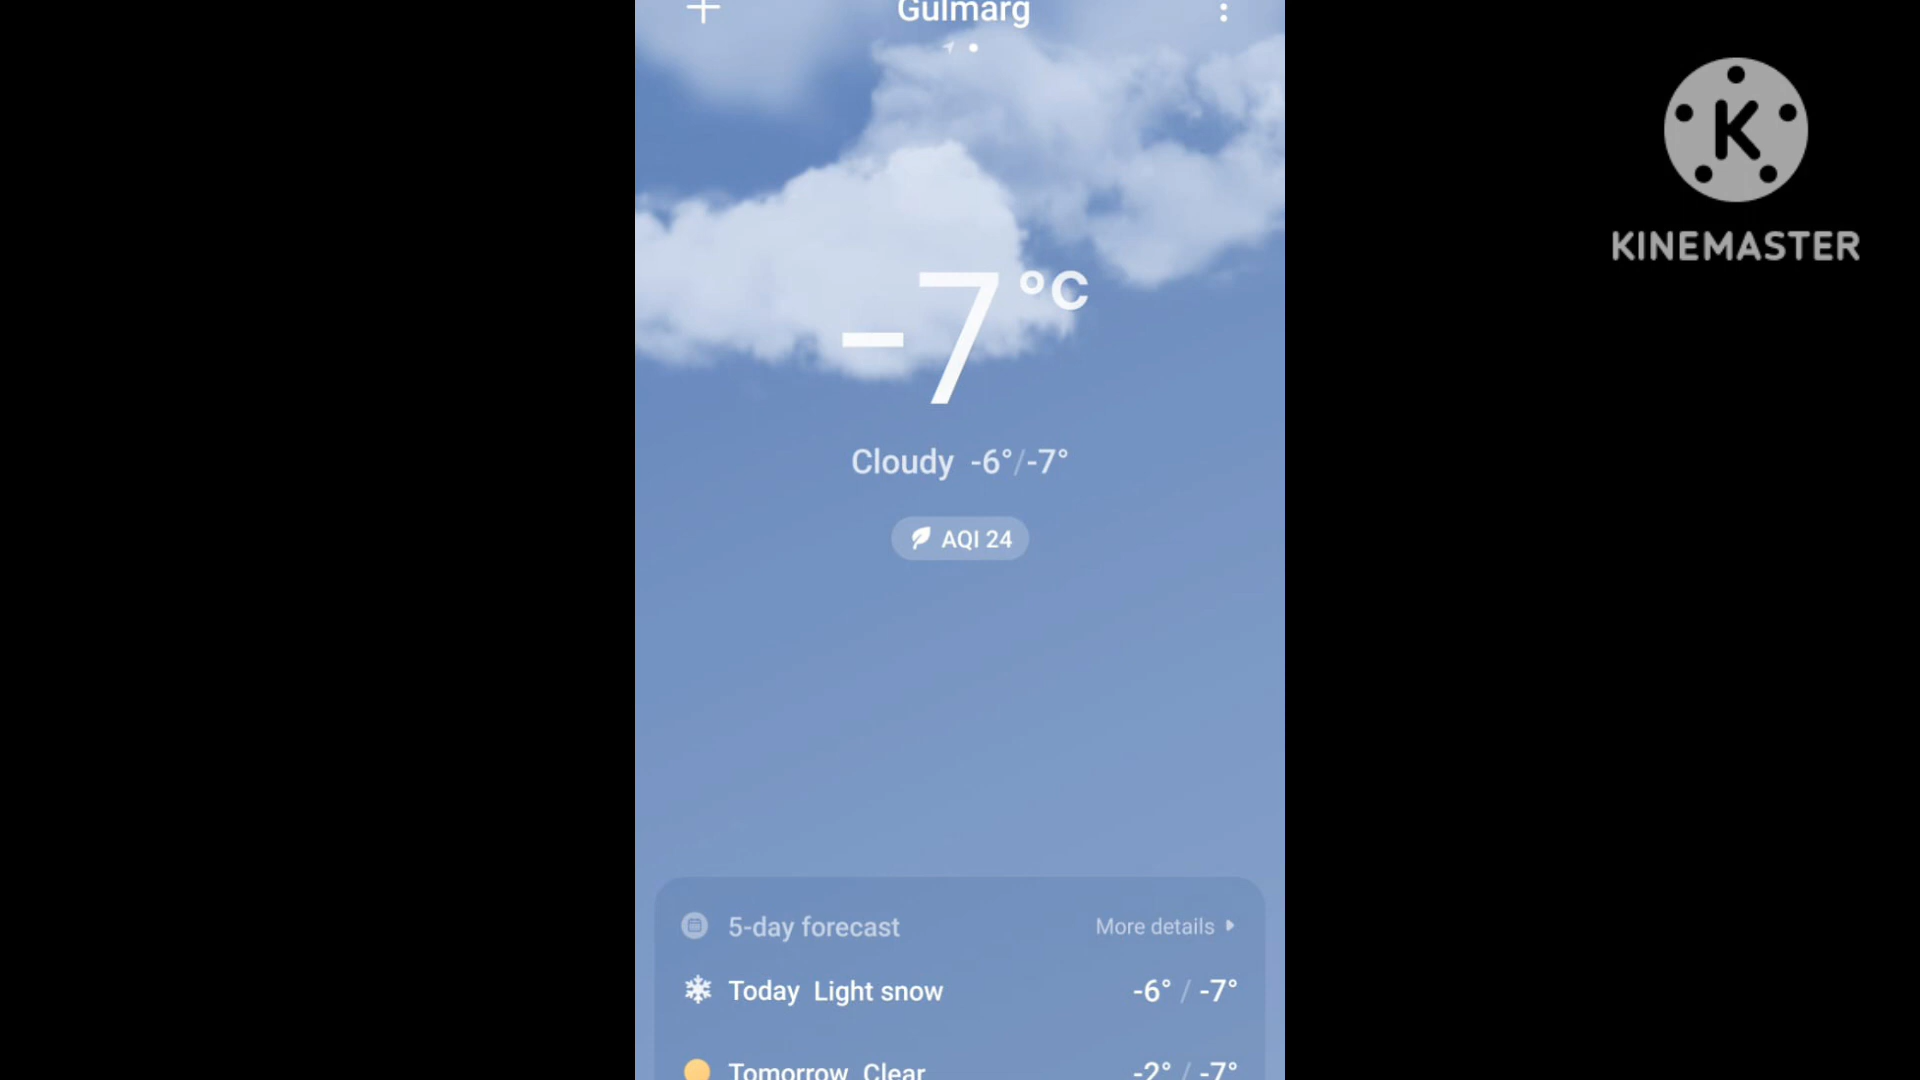 Gulmarg
-7°C
Cloudy -6°/-7°
AQI 24
5-day forecast More details
Today Light snow -6° / -7°
Tomorrow Clear -2° / -7°
K
KINEMASTER